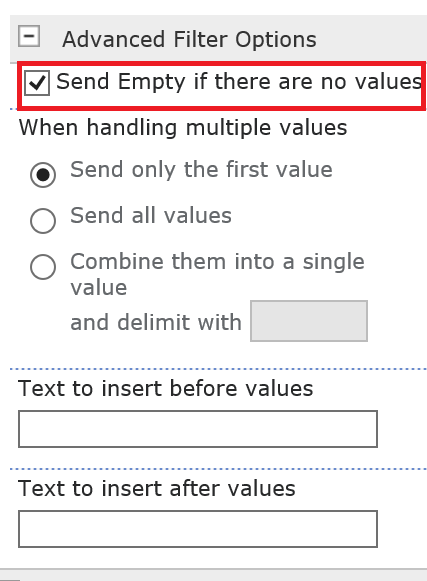 Advanced Filter Options
Send Empty if there are no values
When handling multiple values
Send only the first value
Send all values
Combine them into a single
value
and delimit with
Text to insert before values
Text to insert after values